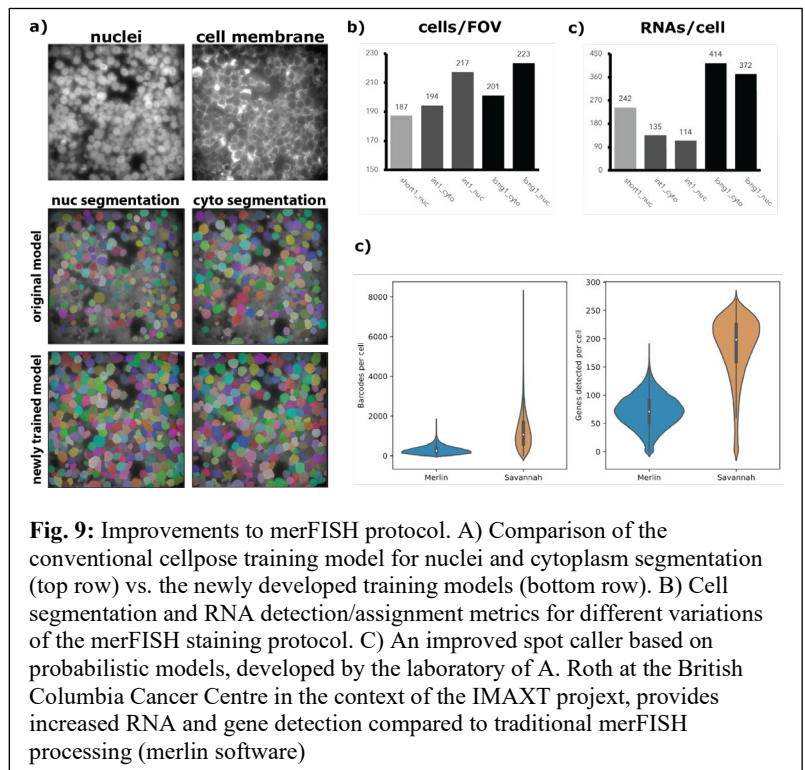 a)
nuclei
cell membrane
nuc segmentation
cyto segmentation
original model
newly trained model
b)
cells/FOV
230
210
190
170
150
187
194
217
201
223
short1_nuc
int1_cyto
int1_nuc
long1_cyto
long1_nuc
c)
RNAs/cell
450
360
270
180
90
0
242
135
114
414
372
short1_nuc
int1_cyto
int1_nuc
long1_cyto
long1_nuc
c)
Barcodes per cell
8000
6000
4000
2000
0
Merlin
Savannah
Genes detected per cell
300
250
200
150
100
50
0
Merlin
Savannah
Fig. 9: Improvements to merFISH protocol. A) Comparison of the
conventional cellpose training model for nuclei and cytoplasm segmentation
(top row) vs. the newly developed training models (bottom row). B) Cell
segmentation and RNA detection/assignment metrics for different variations
of the merFISH staining protocol. C) An improved spot caller based on
probabilistic models, developed by the laboratory of A. Roth at the British
Columbia Cancer Centre in the context of the IMAXT projext, provides
increased RNA and gene detection compared to traditional merFISH
processing (merlin software)